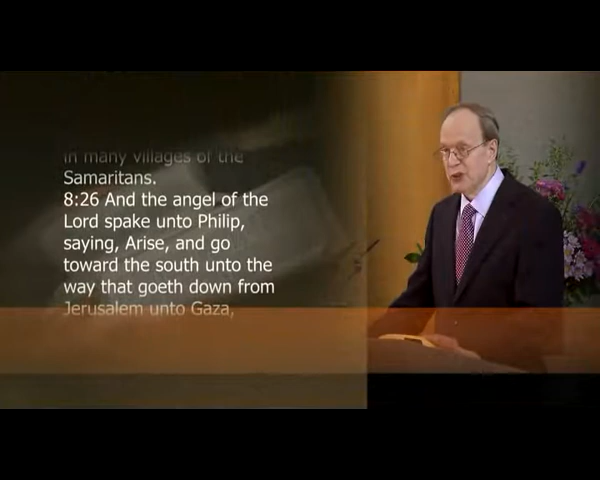 in many villages of the
Samaritans.
8:26 And the angel of the
Lord spake unto Philip,
saying, Arise, and go
toward the south unto the
way that goeth down from
Jerusalem unto Gaza,